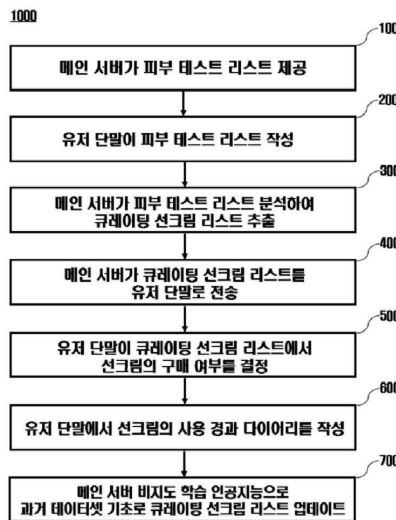 1000
100
메인 서버가 피부 테스트 리스트 제공
200
유저 단말이 피부 테스트 리스트 작성
300
메인 서버가 피부 테스트 리스트 분석하여
큐레이팅 선크림 리스트 추출
400
메인 서버가 큐레이팅 선크림 리스트를
유저 단말로 전송
500
유저 단말이 큐레이팅 선크림 리스트에서
선크림의 구매 여부를 결정
600
유저 단말에서 선크림의 사용 경과 다이어리를 작성
700
메인 서버 비지도 학습 인공지능으로
과거 데이터셋 기초로 큐레이팅 선크림 리스트 업데이트